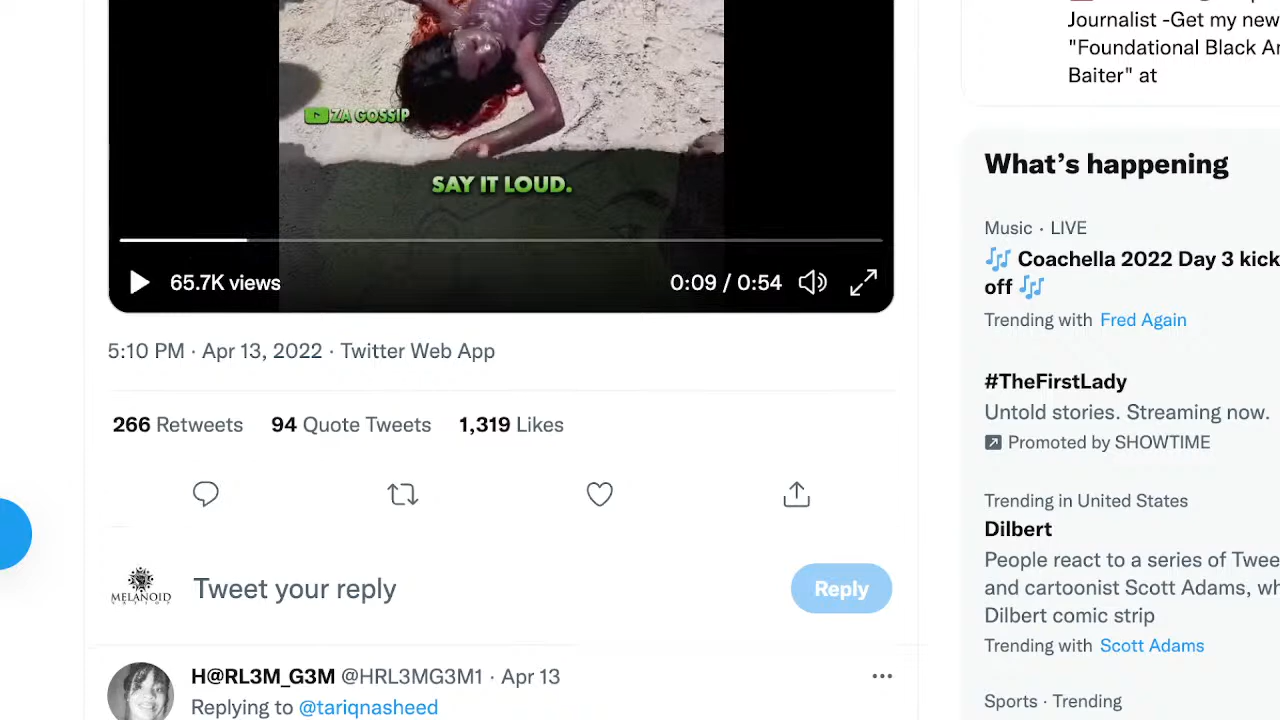 Journalist -Get my new
"Foundational Black A
Baiter" at
ZA GOSSIP
SAY IT LOUD.
65.7K views
0:09 / 0:54
5:10 PM · Apr 13, 2022 · Twitter Web App
266 Retweets 94 Quote Tweets 1,319 Likes
MELANOID
Tweet your reply
Reply
H@RL3M_G3M @HRL3MG3M1 · Apr 13
Replying to @tariqnasheed
What's happening
Music · LIVE
🎶 Coachella 2022 Day 3 kick
off 🎶
Trending with Fred Again
#TheFirstLady
Untold stories. Streaming now.
Promoted by SHOWTIME
Trending in United States
Dilbert
People react to a series of Twee
and cartoonist Scott Adams, wh
Dilbert comic strip
Trending with Scott Adams
Sports · Trending